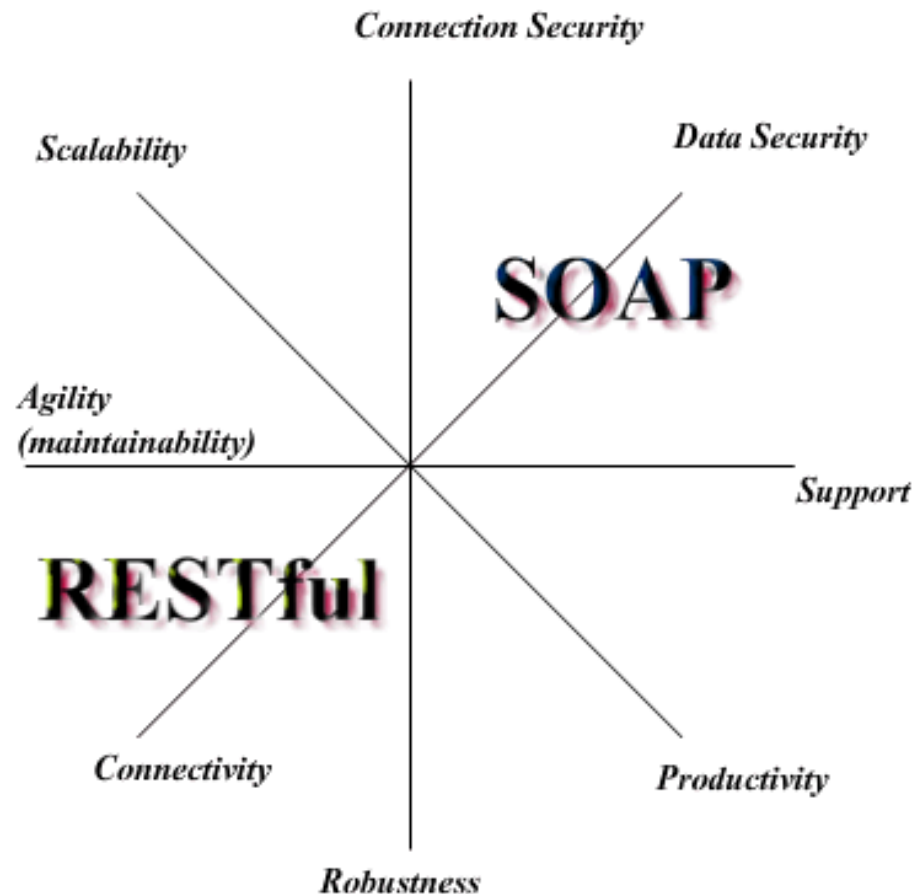 Connection Security
Scalability
Data Security
SOAP
Agility
(maintainability)
Support
RESTful
Connectivity
Productivity
Robustness